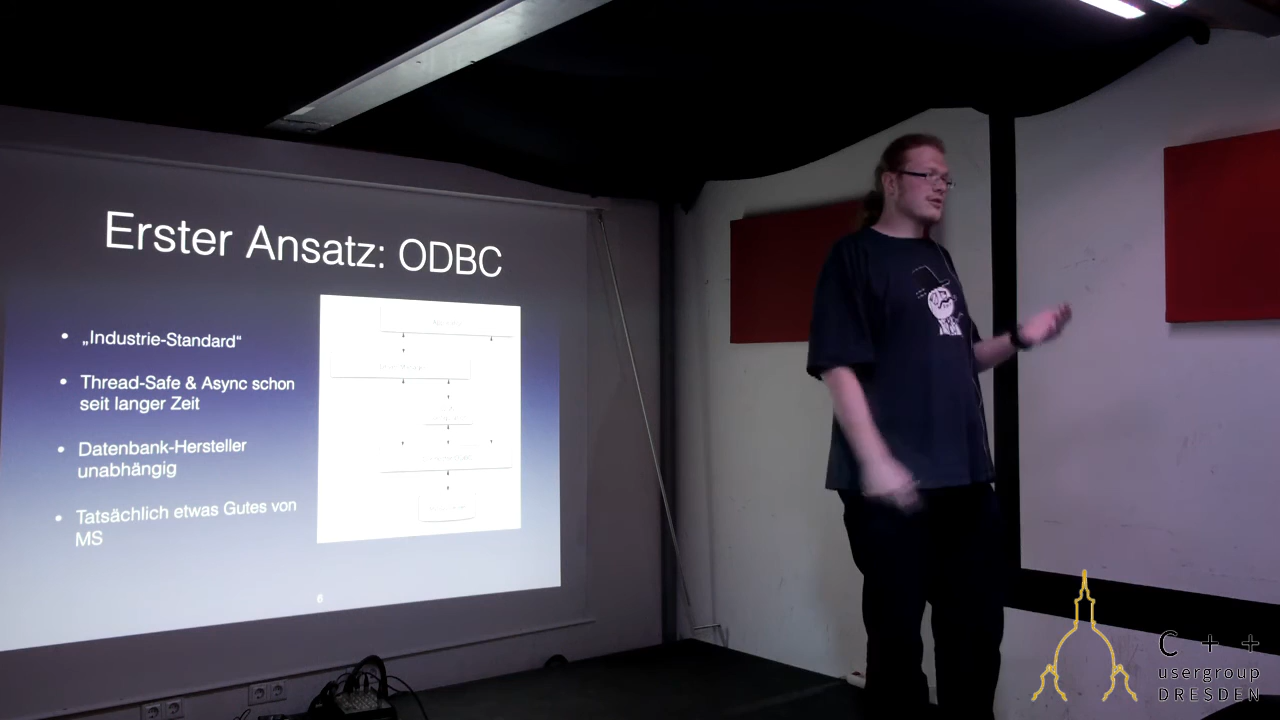 Erster Ansatz: ODBC
• „Industrie-Standard“
• Thread-Safe & Async schon
seit langer Zeit
• Datenbank-Hersteller
unabhängig
• Tatsächlich etwas Gutes von
MS
6
C + +
usergroup
DRESDEN